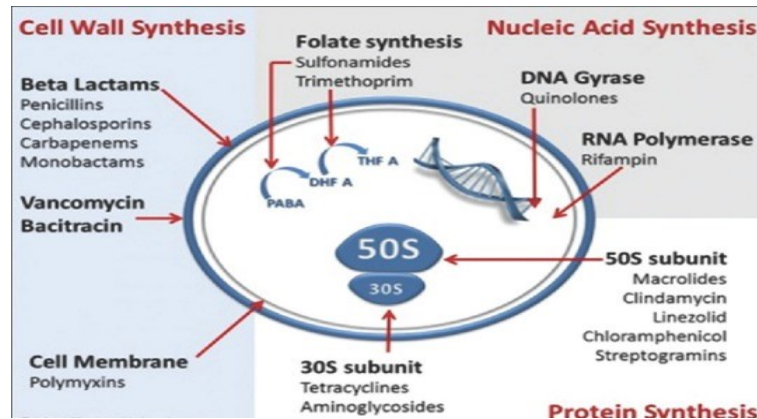 Cell Wall Synthesis
Beta Lactams
Penicillins
Cephalosporins
Carbapenems
Monobactams
Vancomycin
Bacitracin
Cell Membrane
Polymyxins
Folate synthesis
Sulfonamides
Trimethoprim
PABA
DHF A
THF A
Nucleic Acid Synthesis
DNA Gyrase
Quinolones
RNA Polymerase
Rifampin
50S
30S
50S subunit
Macrolides
Clindamycin
Linezolid
Chloramphenicol
Streptogramins
30S subunit
Tetracyclines
Aminoglycosides
Protein Synthesis